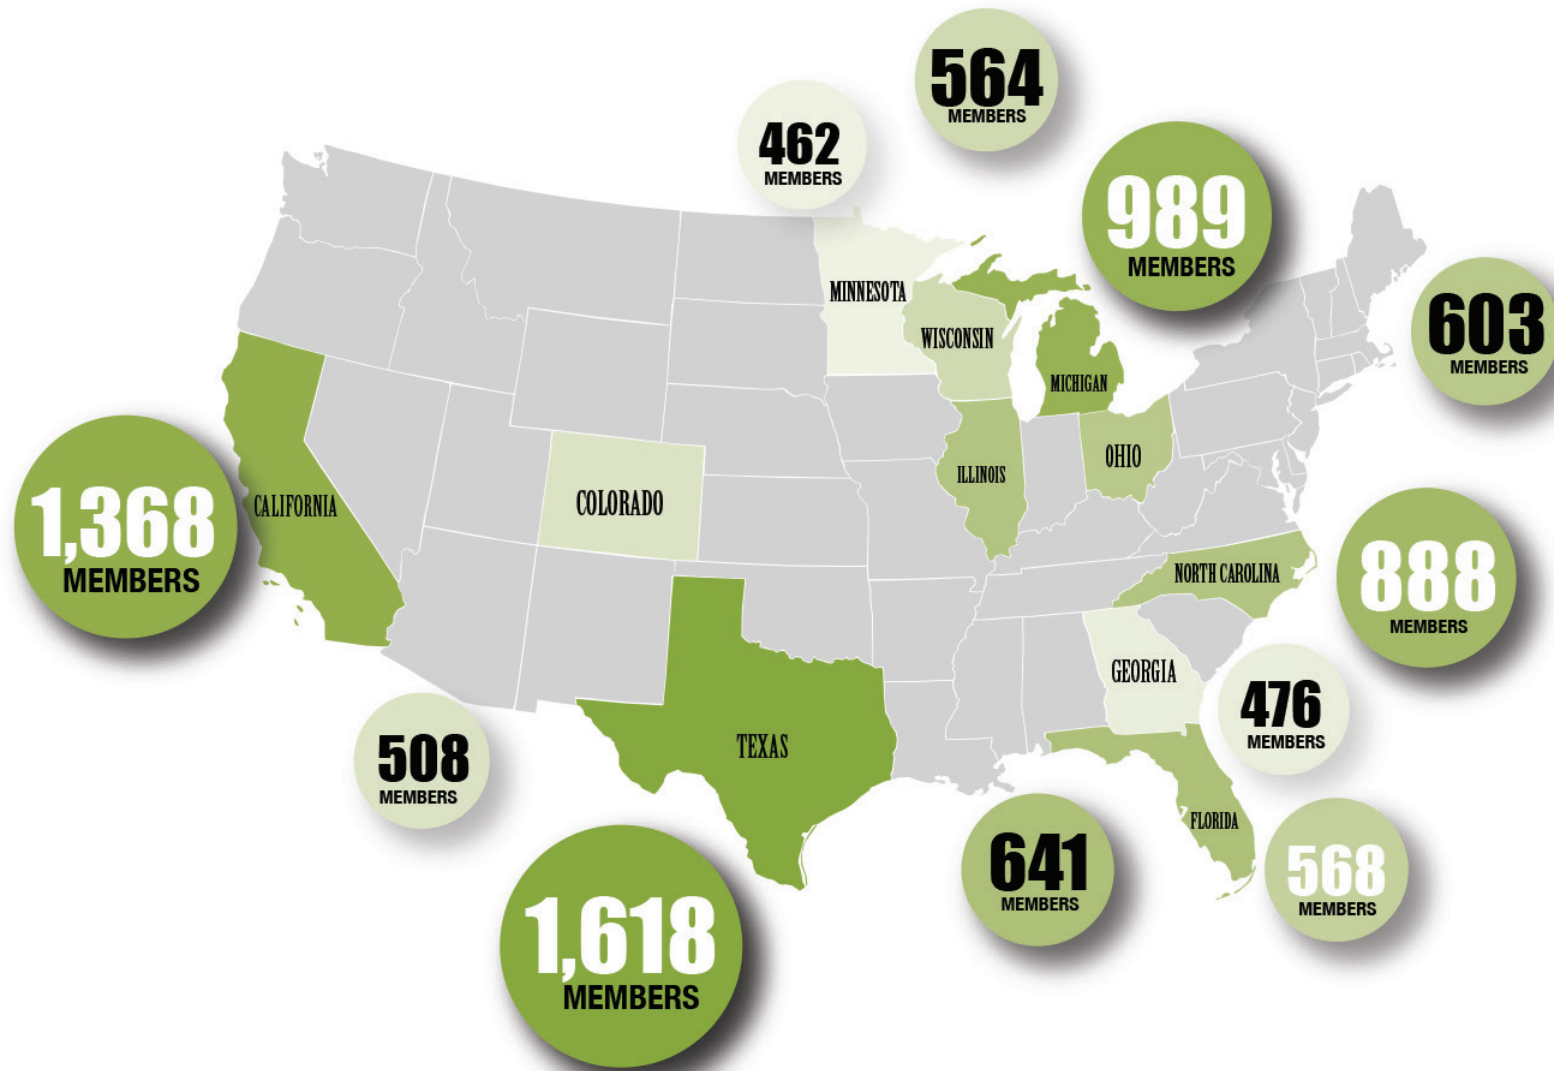 564
MEMBERS
462
MEMBERS
989
MEMBERS
603
MEMBERS
MINNESOTA
WISCONSIN
MICHIGAN
OHIO
ILLINOIS
COLORADO
CALIFORNIA
1,368
MEMBERS
NORTH CAROLINA
888
MEMBERS
GEORGIA
476
MEMBERS
TEXAS
508
MEMBERS
FLORIDA
641
MEMBERS
568
MEMBERS
1,618
MEMBERS